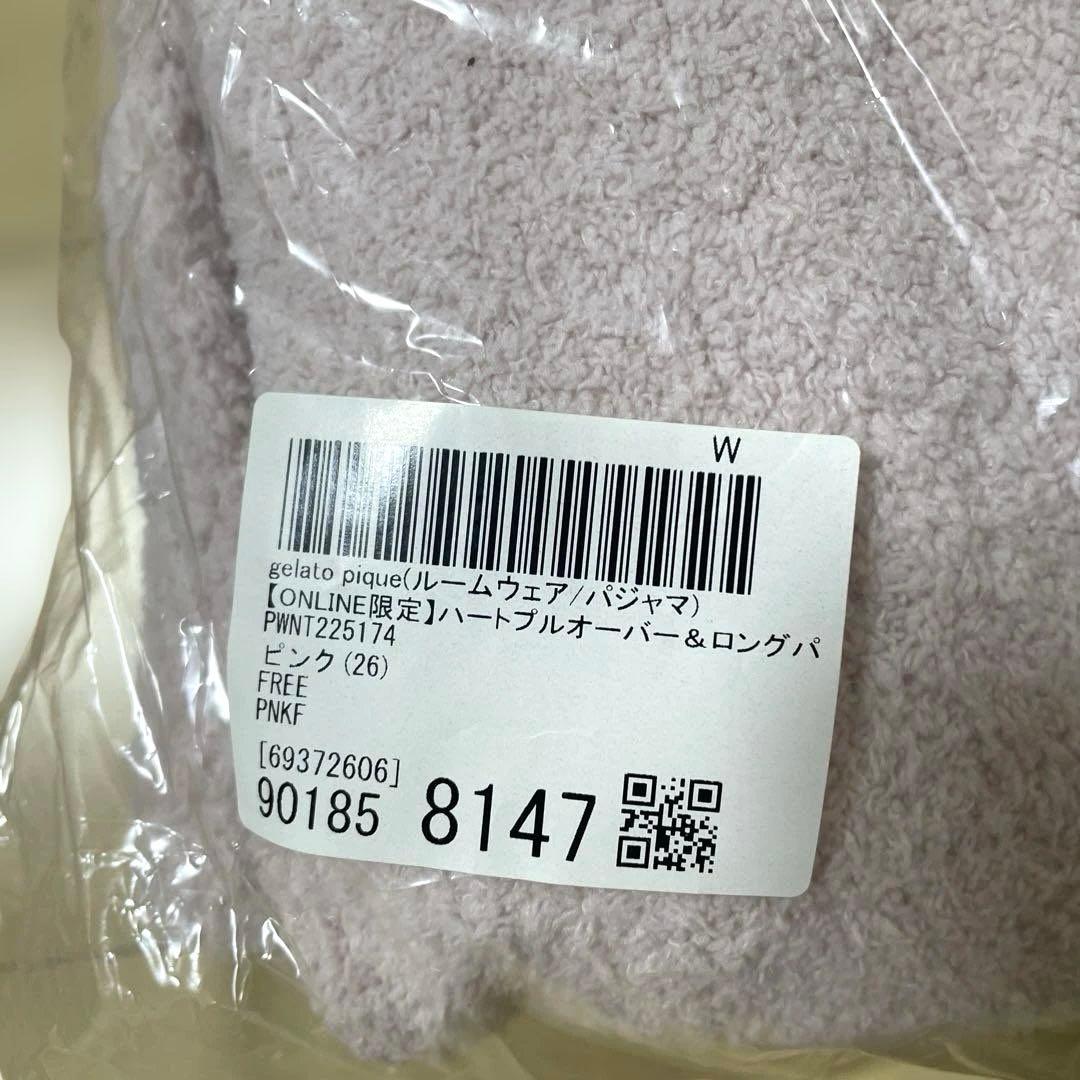 W
gelato pique(ルームウェア/パジャマ)
【ONLINE限定】ハートプルオーバー&ロングパ
PWNT225174
ピンク(26)
FREE
PNKF
[69372606]
90185 8147